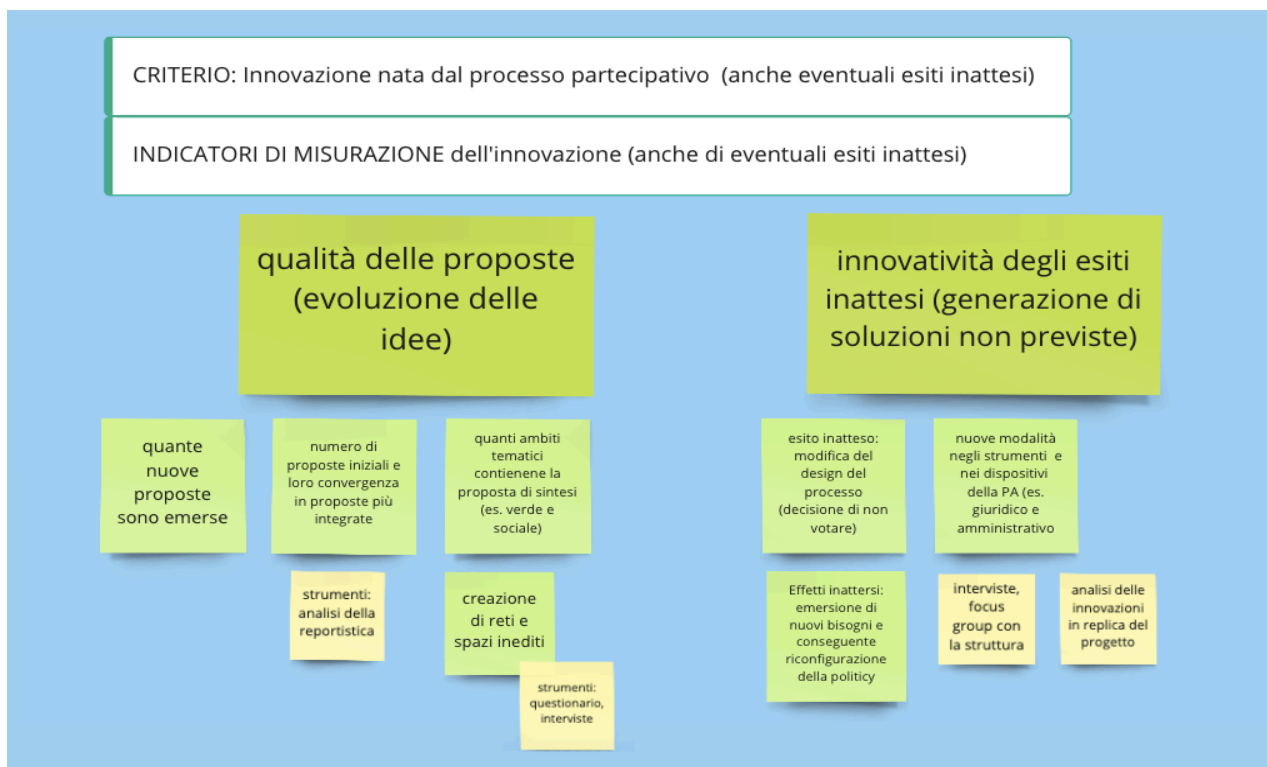 CRITERIO: Innovazione nata dal processo partecipativo (anche eventuali esiti inattesi)
INDICATORI DI MISURAZIONE dell'innovazione (anche di eventuali esiti inattesi)
qualità delle proposte
(evoluzione delle
idee)
innovatività degli esiti
inattesi (generazione di
soluzioni non previste)
quante
nuove
proposte
sono emerse
numero di
proposte iniziali e
loro convergenza
in proposte più
integrate
quanti ambiti
tematici
contienene la
proposta di sintesi
(es. verde e
sociale)
esito inatteso:
modifica del
design del
processo
(decisione di non
votare)
nuove modalità
negli strumenti e
nei dispositivi
della PA (es.
giuridico e
amministrativo
strumenti:
analisi della
reportistica
creazione
di reti e
spazi inediti
strumenti:
questionario,
interviste
Effetti inattersi:
emersione di
nuovi bisogni e
conseguente
riconfigurazione
della politicy
interviste,
focus
group con
la struttura
analisi delle
innovazioni
in replica del
progetto